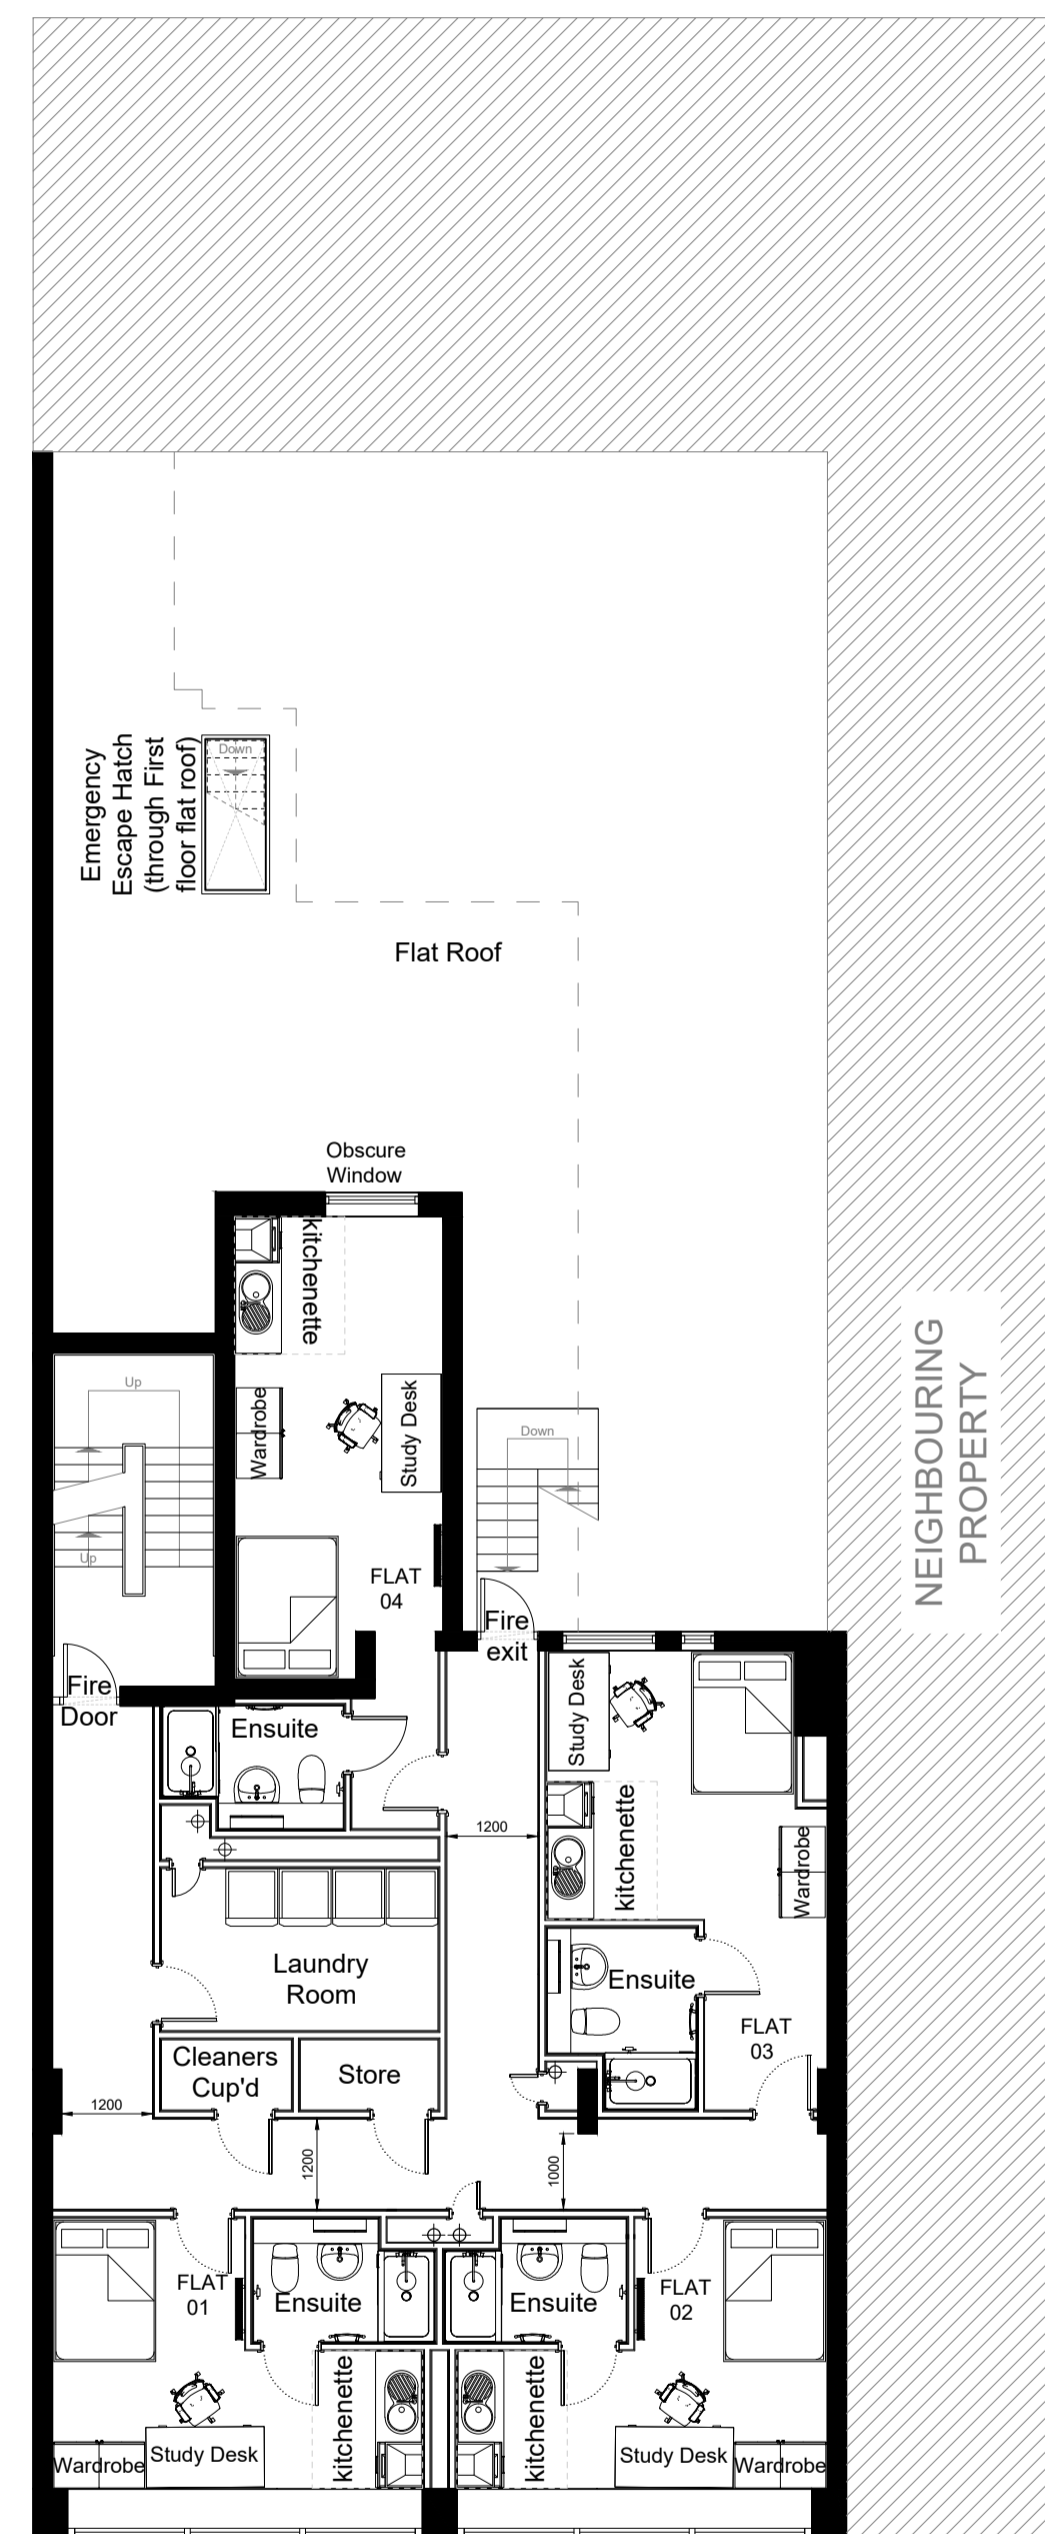 Down
Emergency
Escape Hatch
(through First
floor flat roof)
Flat Roof
Obscure
Window
kitchenette
Up
Wardrobe
Study Desk
Down
NEIGHBOURING
PROPERTY
Up
FLAT
04
Fire
exit
Fire
Door
Ensuite
Study Desk
kitchenette
1200
Wardrobe
Laundry
Room
Ensuite
FLAT
03
Cleaners
Cup'd
Store
1200
1200
1000
FLAT
01
Ensuite
Ensuite
FLAT
02
kitchenette
kitchenette
Wardrobe
Study Desk
Study Desk
Wardrobe